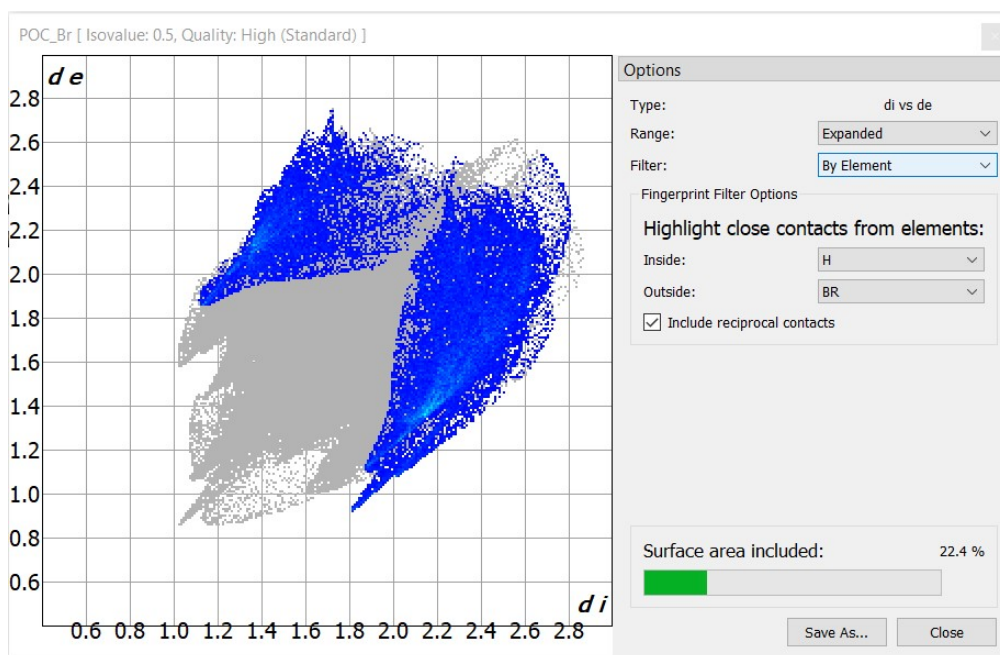 POC_Br [ Isovalue: 0.5, Quality: High (Standard) ]
d e
2.8
2.6
2.4
2.2
2.0
1.8
1.6
1.4
1.2
1.0
0.8
0.6
d i
0.6 0.8 1.0 1.2 1.4 1.6 1.8 2.0 2.2 2.4 2.6 2.8
Options
Type: di vs de
Range: Expanded
Filter: By Element
Fingerprint Filter Options
Highlight close contacts from elements:
Inside: H
Outside: BR
Include reciprocal contacts
Surface area included: 22.4 %
Save As... Close